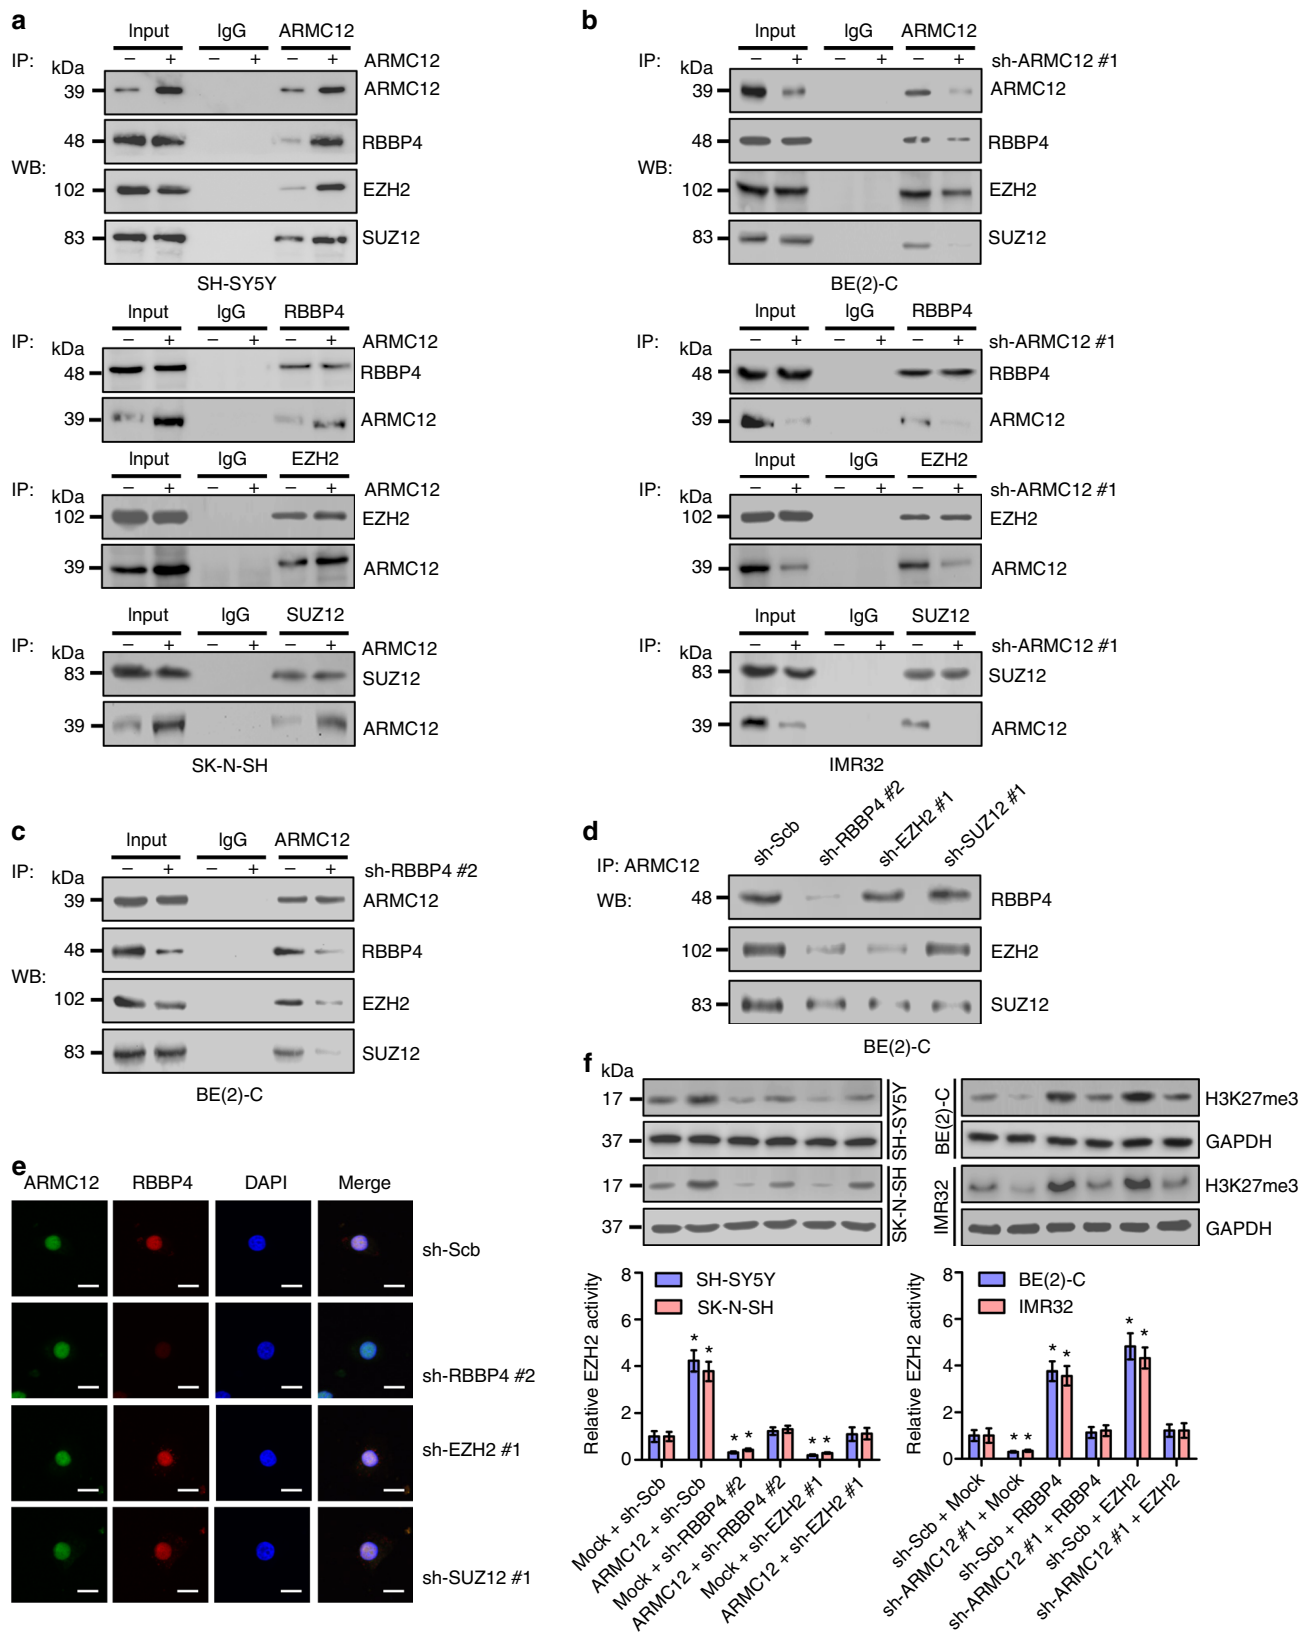 a
Input IgG ARMC12
IP: − + − + − + ARMC12
kDa
39 ARMC12
48 RBBP4
WB:
102 EZH2
83 SUZ12
SH-SY5Y
Input IgG RBBP4
IP: − + − + − + ARMC12
kDa
48 RBBP4
39 ARMC12
Input IgG EZH2
IP: − + − + − + ARMC12
kDa
102 EZH2
39 ARMC12
Input IgG SUZ12
IP: − + − + − + ARMC12
kDa
83 SUZ12
39 ARMC12
SK-N-SH
b
Input IgG ARMC12
IP: − + − + − + sh-ARMC12 #1
kDa
39 ARMC12
48 RBBP4
WB:
102 EZH2
83 SUZ12
BE(2)-C
Input IgG RBBP4
IP: − + − + − + sh-ARMC12 #1
kDa
48 RBBP4
39 ARMC12
Input IgG EZH2
IP: − + − + − + sh-ARMC12 #1
kDa
102 EZH2
39 ARMC12
Input IgG SUZ12
IP: − + − + − + sh-ARMC12 #1
kDa
83 SUZ12
39 ARMC12
IMR32
c
Input IgG ARMC12
IP: − + − + − + sh-RBBP4 #2
kDa
39 ARMC12
48 RBBP4
WB:
102 EZH2
83 SUZ12
BE(2)-C
d
sh-Scb sh-RBBP4 #2 sh-EZH2 #1 sh-SUZ12 #1
IP: ARMC12
WB:
48 RBBP4
102 EZH2
83 SUZ12
BE(2)-C
e
ARMC12 RBBP4 DAPI Merge
sh-Scb
sh-RBBP4 #2
sh-EZH2 #1
sh-SUZ12 #1
f
kDa
17
37
SH-SY5Y
17
37
SK-N-SH
BE(2)-C
H3K27me3
GAPDH
IMR32
H3K27me3
GAPDH
Relative EZH2 activity
8
6
4
2
0
SH-SY5Y
SK-N-SH
* *
* *
* *
Mock + sh-Scb
ARMC12 + sh-Scb
Mock + sh-RBBP4 #2
ARMC12 + sh-RBBP4 #2
Mock + sh-EZH2 #1
ARMC12 + sh-EZH2 #1
Relative EZH2 activity
8
6
4
2
0
BE(2)-C
IMR32
* *
* *
* *
sh-Scb + Mock
sh-ARMC12 #1 + Mock
sh-Scb + RBBP4
sh-ARMC12 #1 + RBBP4
sh-Scb + EZH2
sh-ARMC12 #1 + EZH2